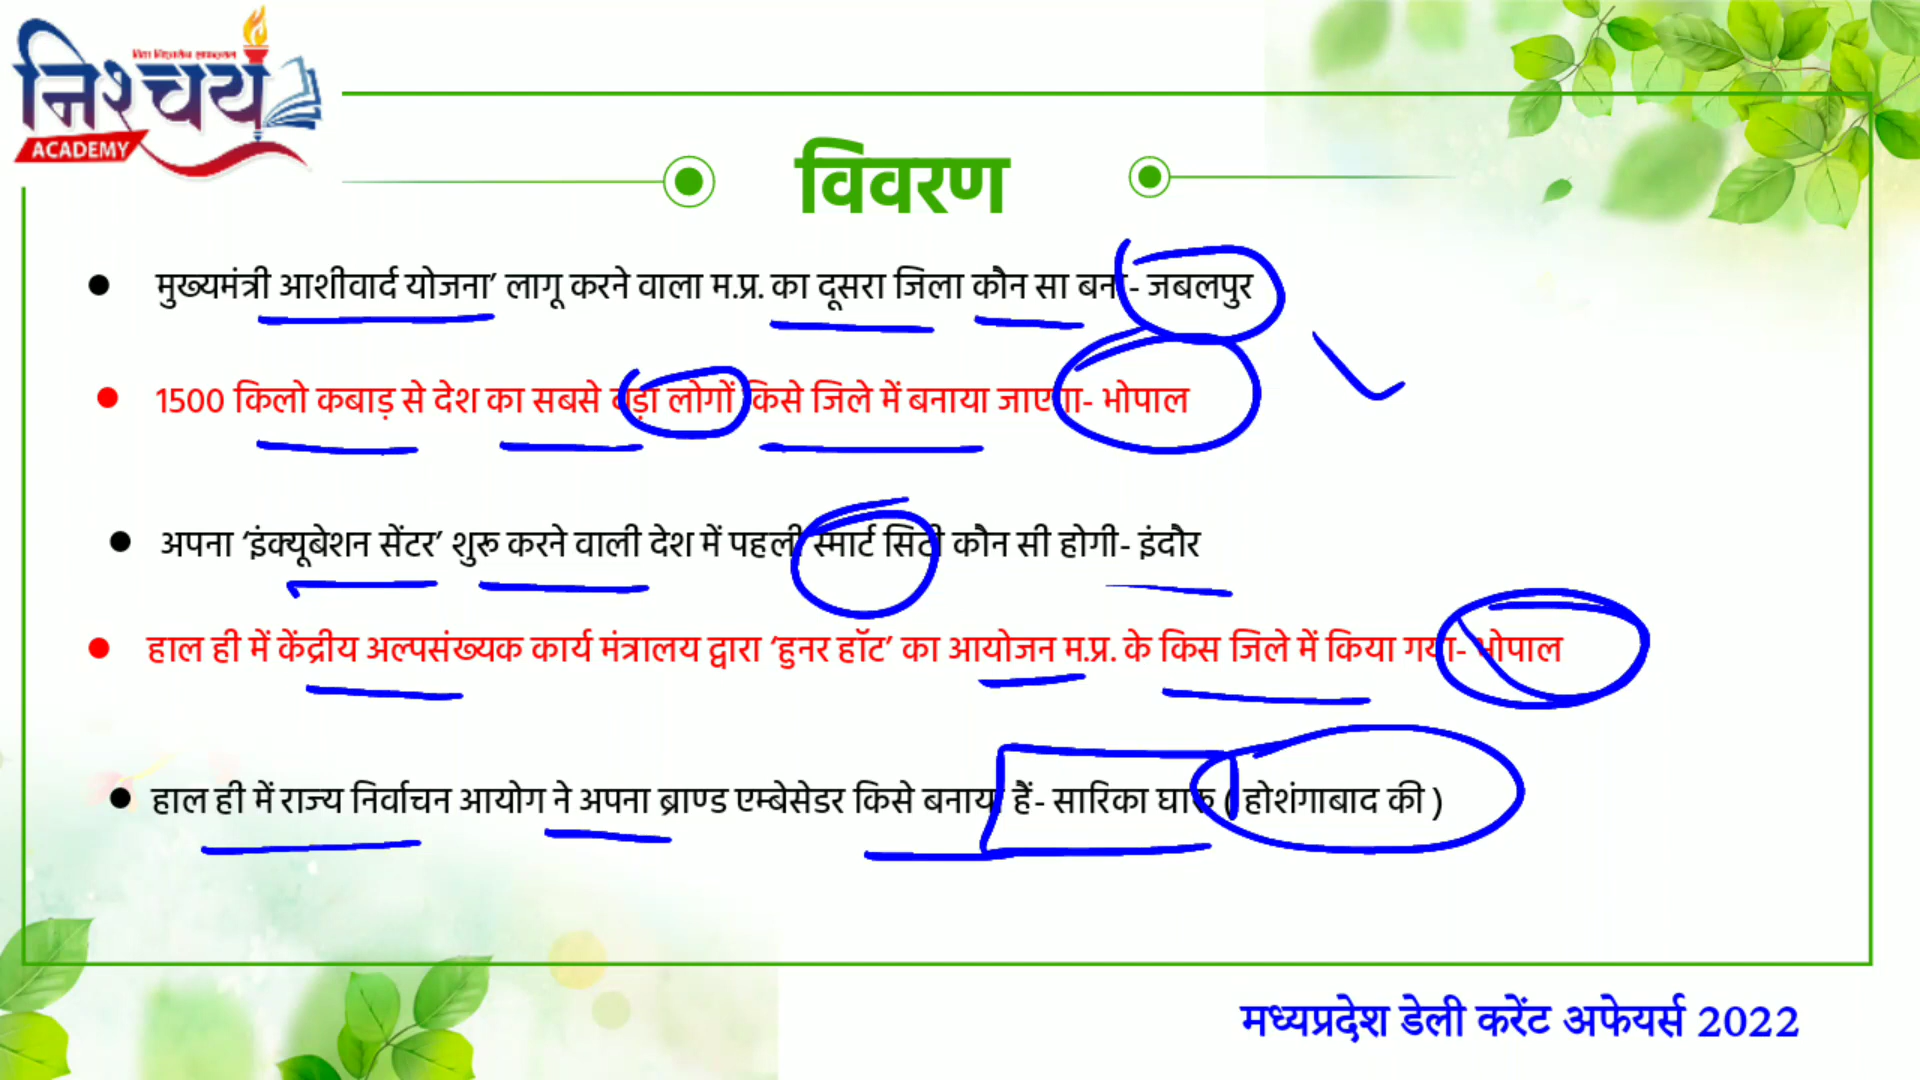 निश्चय
ACADEMY
विवरण
मुख्यमंत्री आशीवार्द योजना’ लागू करने वाला म.प्र. का दूसरा जिला कौन सा बना - जबलपुर
1500 किलो कबाड़ से देश का सबसे बड़ा लोगों किसे जिले में बनाया जाएगा- भोपाल
अपना ‘इंक्यूबेशन सेंटर’ शुरू करने वाली देश में पहली स्मार्ट सिटी कौन सी होगी- इंदौर
हाल ही में केंद्रीय अल्पसंख्यक कार्य मंत्रालय द्वारा ‘हुनर हॉट’ का आयोजन म.प्र. के किस जिले में किया गया- भोपाल
हाल ही में राज्य निर्वाचन आयोग ने अपना ब्राण्ड एम्बेसेडर किसे बनाया हैं- सारिका घारू ( होशंगाबाद की )
मध्यप्रदेश डेली करेंट अफेयर्स 2022